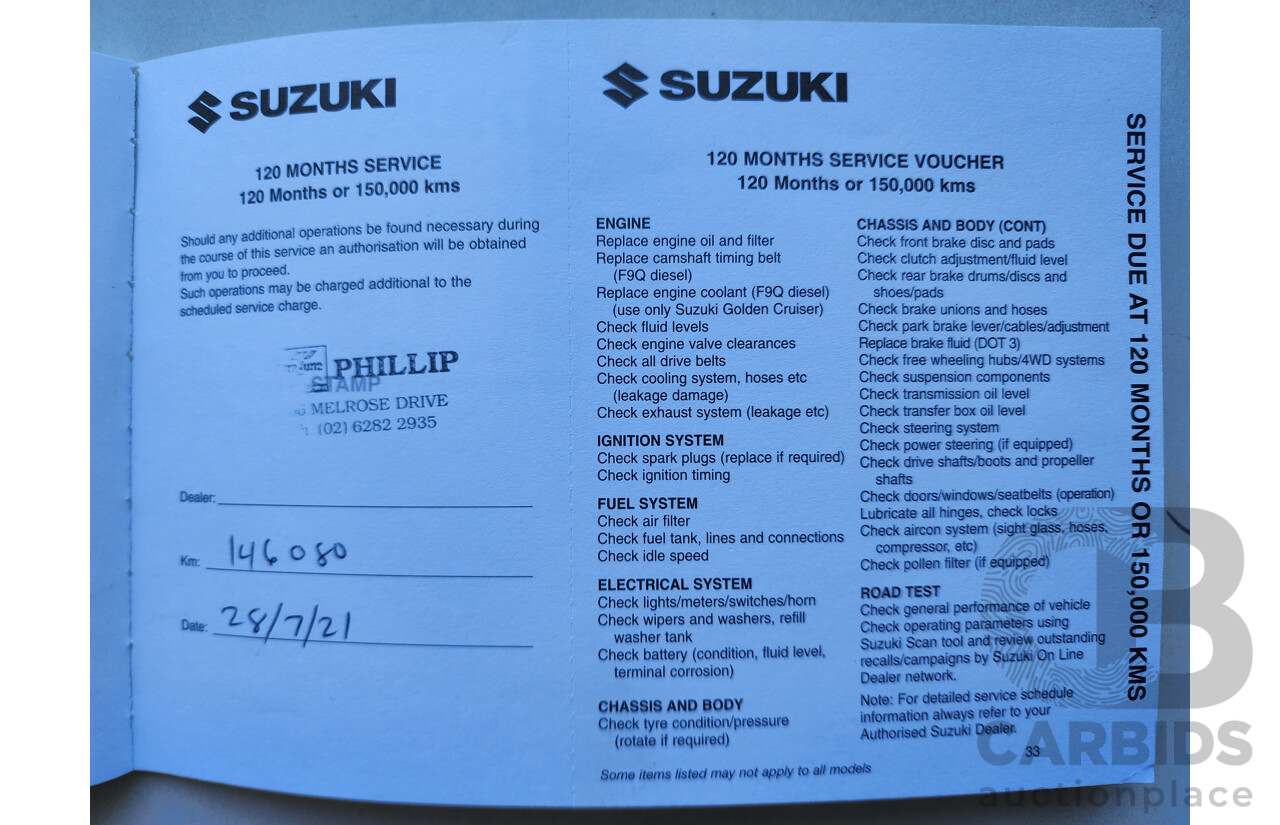 SUZUKI
120 MONTHS SERVICE
120 Months or 150,000 kms
Should any additional operations be found necessary during
the course of this service an authorisation will be obtained
from you to proceed.
Such operations may be charged additional to the
scheduled service charge.
PHILLIP
STAMP
MELROSE DRIVE
(02) 6282 2935
Dealer:
Km: 146080
Date: 28/7/21
SUZUKI
120 MONTHS SERVICE VOUCHER
120 Months or 150,000 kms
ENGINE
Replace engine oil and filter
Replace camshaft timing belt
(F9Q diesel)
Replace engine coolant (F9Q diesel)
(use only Suzuki Golden Cruiser)
Check fluid levels
Check engine valve clearances
Check all drive belts
Check cooling system, hoses etc
(leakage damage)
Check exhaust system (leakage etc)
IGNITION SYSTEM
Check spark plugs (replace if required)
Check ignition timing
FUEL SYSTEM
Check air filter
Check fuel tank, lines and connections
Check idle speed
ELECTRICAL SYSTEM
Check lights/meters/switches/horn
Check wipers and washers, refill
washer tank
Check battery (condition, fluid level,
terminal corrosion)
CHASSIS AND BODY
Check tyre condition/pressure
(rotate if required)
Some items listed may not apply to all models
CHASSIS AND BODY (CONT)
Check front brake disc and pads
Check clutch adjustment/fluid level
Check rear brake drums/discs and
shoes/pads
Check brake unions and hoses
Check park brake lever/cables/adjustment
Replace brake fluid (DOT 3)
Check free wheeling hubs/4WD systems
Check suspension components
Check transmission oil level
Check transfer box oil level
Check steering system
Check power steering (if equipped)
Check drive shafts/boots and propeller
shafts
Check doors/windows/seatbelts (operation)
Lubricate all hinges, check locks
Check aircon system (sight glass, hoses,
compressor, etc)
Check pollen filter (if equipped)
ROAD TEST
Check general performance of vehicle
Check operating parameters using
Suzuki Scan tool and review outstanding
recalls/campaigns by Suzuki On Line
Dealer network.
Note: For detailed service schedule
information always refer to your
Authorised Suzuki Dealer.
33
SERVICE DUE AT 120 MONTHS OR 150,000 KMS
CB
CARBIDS
auctionplace